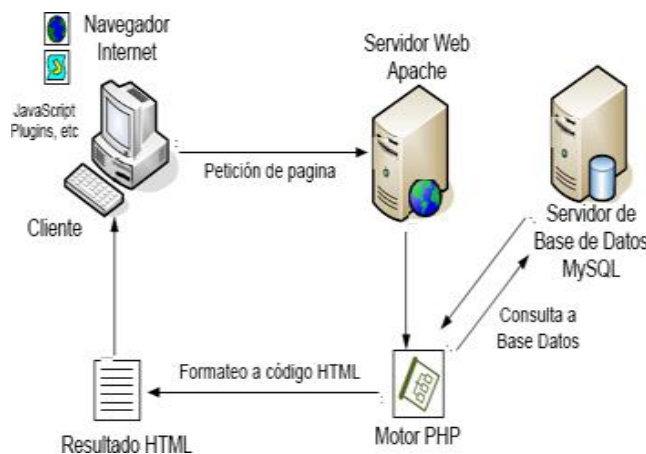 Navegador
Internet
JavaScript
Plugins, etc
Cliente
Petición de pagina
Servidor Web
Apache
Servidor de
Base de Datos
MySQL
Consulta a
Base Datos
Formateo a código HTML
Resultado HTML
Motor PHP